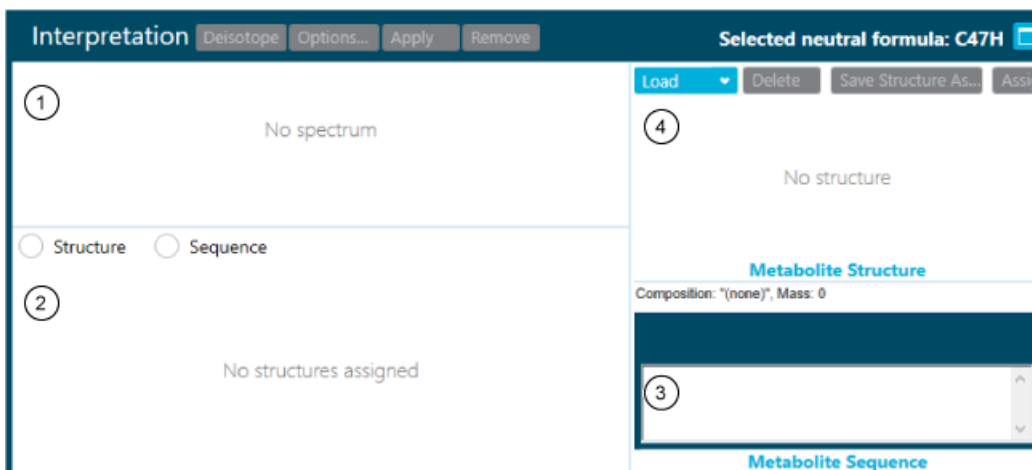 Interpretation Deisotope Options... Apply Remove Selected neutral formula: C47H
Load Delete Save Structure As... Assi
1
No spectrum
4
No structure
Structure Sequence
Metabolite Structure
Composition: "(none)", Mass: 0
2
No structures assigned
3
Metabolite Sequence